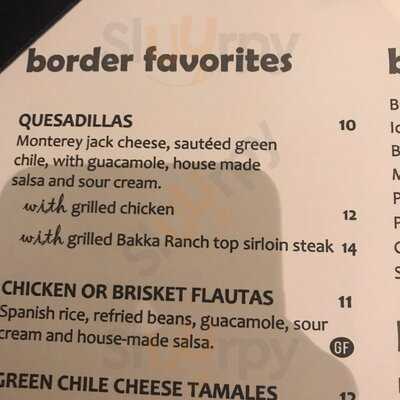 border favorites
QUESADILLAS 10
Monterey jack cheese, sautéed green
chile, with guacamole, house made
salsa and sour cream.
with grilled chicken 12
with grilled Bakka Ranch top sirloin steak 14
CHICKEN OR BRISKET FLAUTAS 11
Spanish rice, refried beans, guacamole, sour
cream and house-made salsa. GF
GREEN CHILE CHEESE TAMALES 12
Sluurpy